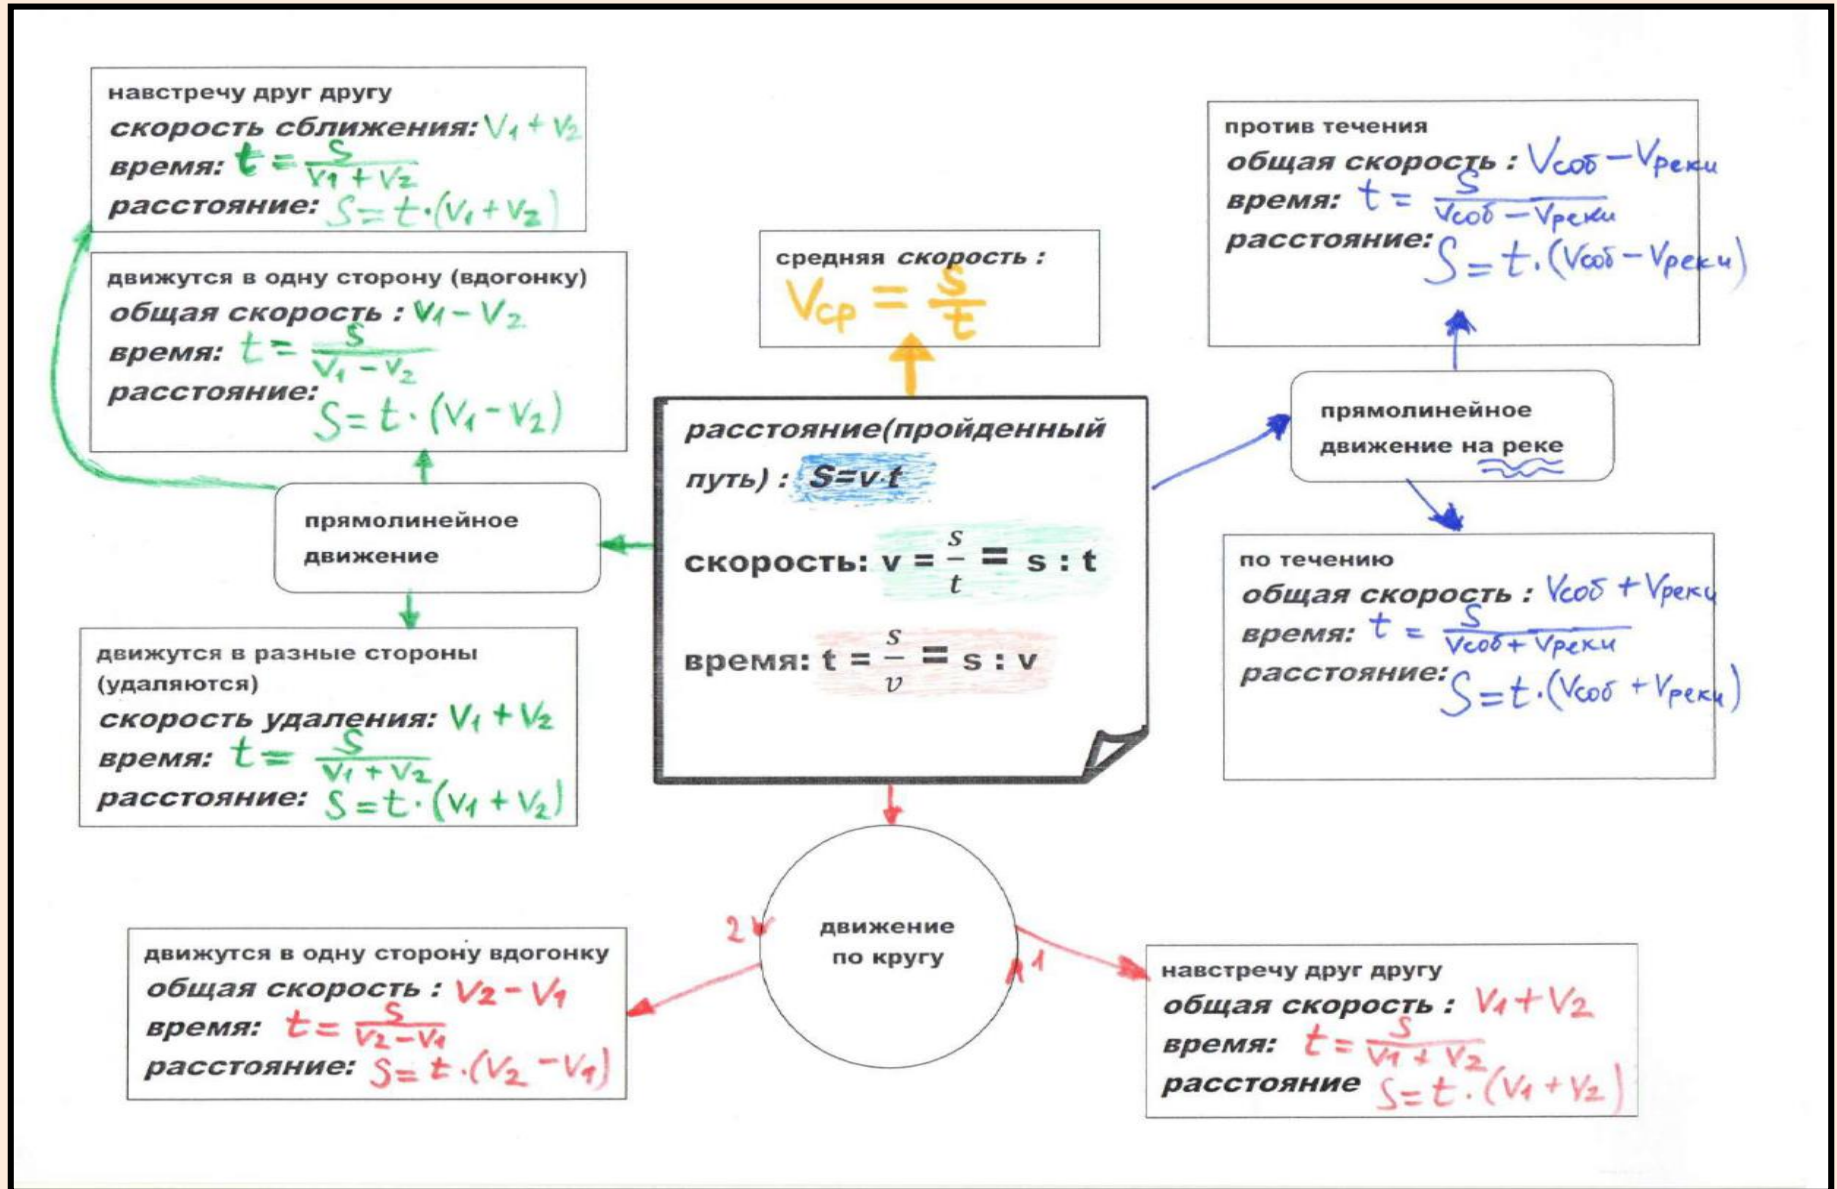 навстречу друг другу
скорость сближения: V₁ + V₂
время: t = S / (V₁ + V₂)
расстояние: S = t · (V₁ + V₂)
движутся в одну сторону (вдогонку)
общая скорость : V₁ – V₂
время: t = S / (V₁ – V₂)
расстояние: S = t · (V₁ – V₂)
прямолинейное
движение
движутся в разные стороны
(удаляются)
скорость удаления: V₁ + V₂
время: t = S / (V₁ + V₂)
расстояние: S = t · (V₁ + V₂)
средняя скорость :
Vср = S / t
расстояние(пройденный
путь) : S=v·t
скорость: v = s / t = s : t
время: t = s / v = s : v
против течения
общая скорость : Vсоб – Vреки
время: t = S / (Vсоб – Vреки)
расстояние: S = t · (Vсоб – Vреки)
прямолинейное
движение на реке
по течению
общая скорость : Vсоб + Vреки
время: t = S / (Vсоб + Vреки)
расстояние: S = t · (Vсоб + Vреки)
движение
по кругу
2
1
движутся в одну сторону вдогонку
общая скорость : V₂ – V₁
время: t = S / (V₂ – V₁)
расстояние: S = t · (V₂ – V₁)
навстречу друг другу
общая скорость : V₁ + V₂
время: t = S / (V₁ + V₂)
расстояние S = t · (V₁ + V₂)